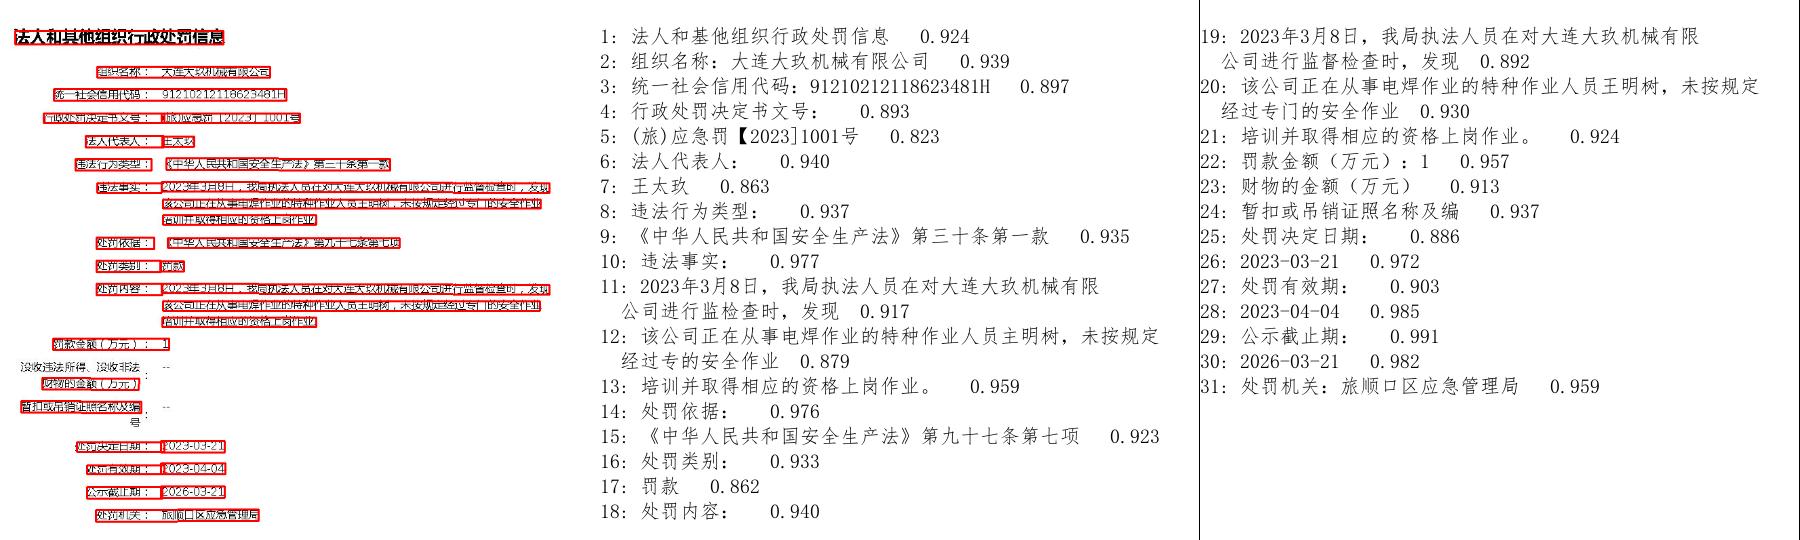 法人和其他组织行政处罚信息
组织名称： 大连大玖机械有限公司
统一社会信用代码： 91210212118623481H
行政处罚决定书文号： (旅)应急罚【2023】1001号
法人代表人： 王太玖
违法行为类型： 《中华人民共和国安全生产法》第三十条第一款
违法事实： 2023年3月8日，我局执法人员在对大连大玖机械有限公司进行监督检查时，发现
该公司正在从事电焊作业的特种作业人员王明树，未按规定经过专门的安全作业
培训并取得相应的资格上岗作业
处罚依据： 《中华人民共和国安全生产法》第九十七条第七项
处罚类别： 罚款
处罚内容： 2023年3月8日，我局执法人员在对大连大玖机械有限公司进行监督检查时，发现
该公司正在从事电焊作业的特种作业人员王明树，未按规定经过专门的安全作业
培训并取得相应的资格上岗作业
罚款金额（万元）： 1
没收违法所得、没收非法
财物的金额（万元）： --
暂扣或吊销证照名称及编
号： --
处罚决定日期： 2023-03-21
处罚有效期： 2023-04-04
公示截止期： 2026-03-21
处罚机关： 旅顺口区应急管理局
1: 法人和基他组织行政处罚信息 0.924
2: 组织名称：大连大玖机械有限公司 0.939
3: 统一社会信用代码：91210212118623481H 0.897
4: 行政处罚决定书文号： 0.893
5: (旅)应急罚【2023]1001号 0.823
6: 法人代表人： 0.940
7: 王太玖 0.863
8: 违法行为类型： 0.937
9: 《中华人民共和国安全生产法》第三十条第一款 0.935
10: 违法事实： 0.977
11: 2023年3月8日，我局执法人员在对大连大玖机械有限
公司进行监检查时，发现 0.917
12: 该公司正在从事电焊作业的特种作业人员主明树，未按规定
经过专的安全作业 0.879
13: 培训并取得相应的资格上岗作业。 0.959
14: 处罚依据： 0.976
15: 《中华人民共和国安全生产法》第九十七条第七项 0.923
16: 处罚类别： 0.933
17: 罚款 0.862
18: 处罚内容： 0.940
19: 2023年3月8日，我局执法人员在对大连大玖机械有限
公司进行监督检查时，发现 0.892
20: 该公司正在从事电焊作业的特种作业人员王明树，未按规定
经过专门的安全作业 0.930
21: 培训并取得相应的资格上岗作业。 0.924
22: 罚款金额（万元）：1 0.957
23: 财物的金额（万元） 0.913
24: 暂扣或吊销证照名称及编 0.937
25: 处罚决定日期： 0.886
26: 2023-03-21 0.972
27: 处罚有效期： 0.903
28: 2023-04-04 0.985
29: 公示截止期： 0.991
30: 2026-03-21 0.982
31: 处罚机关：旅顺口区应急管理局 0.959